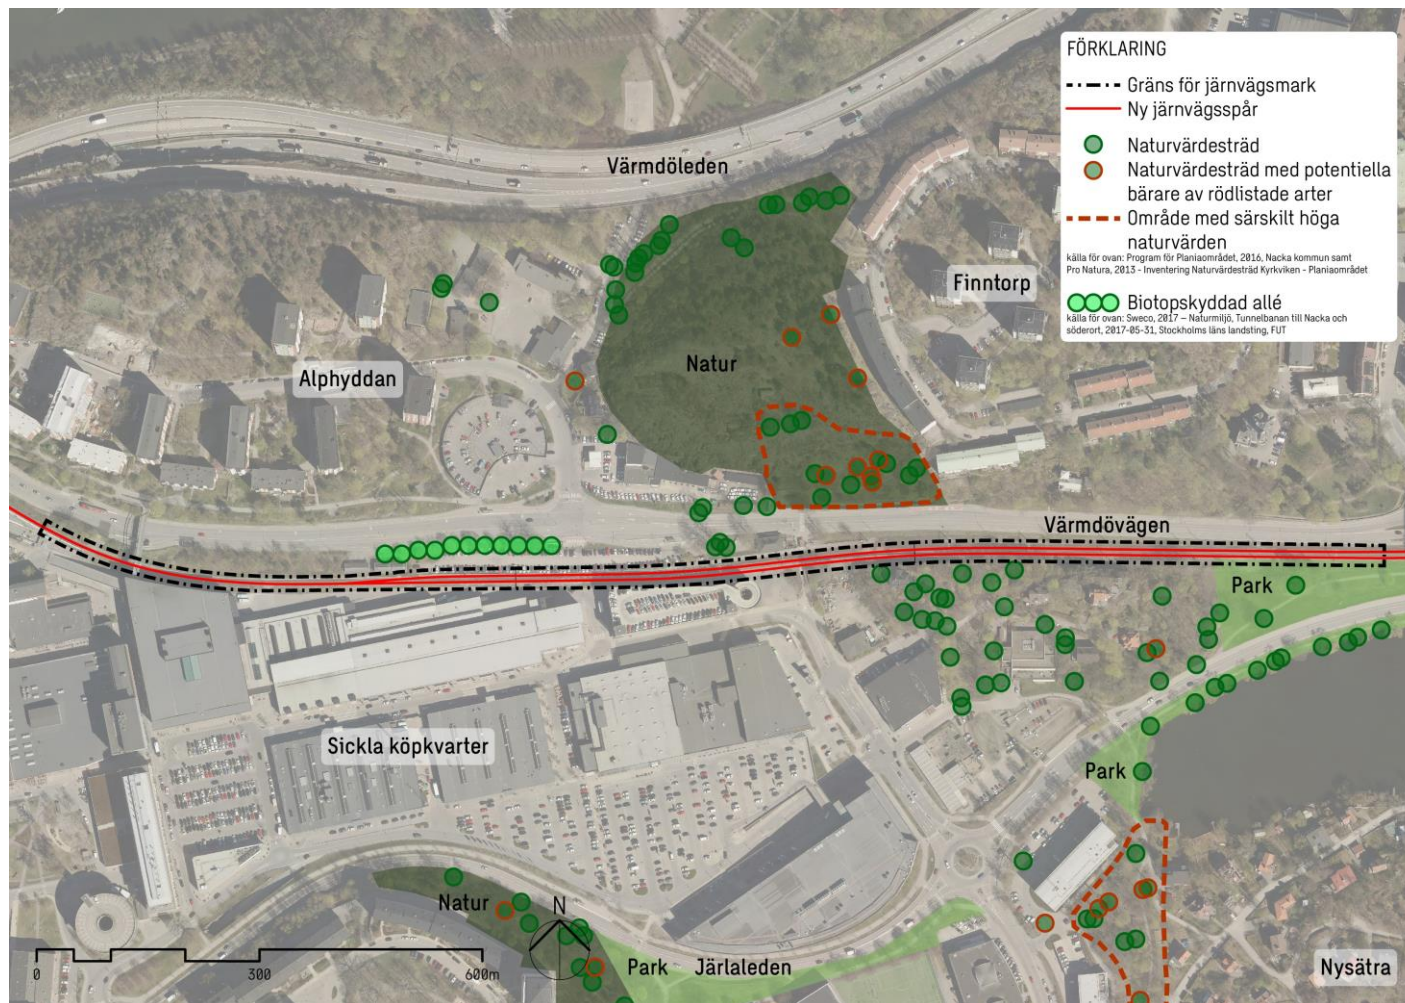 FÖRKLARING
Gräns för järnvägsmark
Ny järnvägsspår
Naturvärdesträd
Naturvärdesträd med potentiella
bärare av rödlistade arter
Område med särskilt höga
naturvärden
källa för ovan: Program för Planiaområdet, 2016, Nacka kommun samt
Pro Natura, 2013 - Inventering Naturvärdesträd Kyrkviken - Planiaområdet
Biotopskyddad allé
källa för ovan: Sweco, 2017 – Naturmiljö, Tunnelbanan till Nacka och
söderort, 2017-05-31, Stockholms läns landsting, FUT
Värmdöleden
Finntorp
Natur
Alphyddan
Värmdövägen
Park
Sickla köpkvarter
Park
Natur
N
Park
Järlaleden
Nysätra
0
300
600m